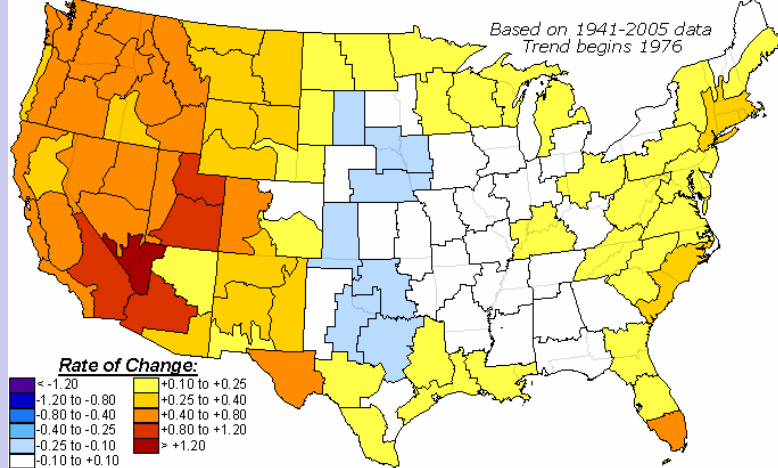 Based on 1941-2005 data
Trend begins 1976
Rate of Change:
< -1.20
-1.20 to -0.80
-0.80 to -0.40
-0.40 to -0.25
-0.25 to -0.10
-0.10 to +0.10
+0.10 to +0.25
+0.25 to +0.40
+0.40 to +0.80
+0.80 to +1.20
> +1.20